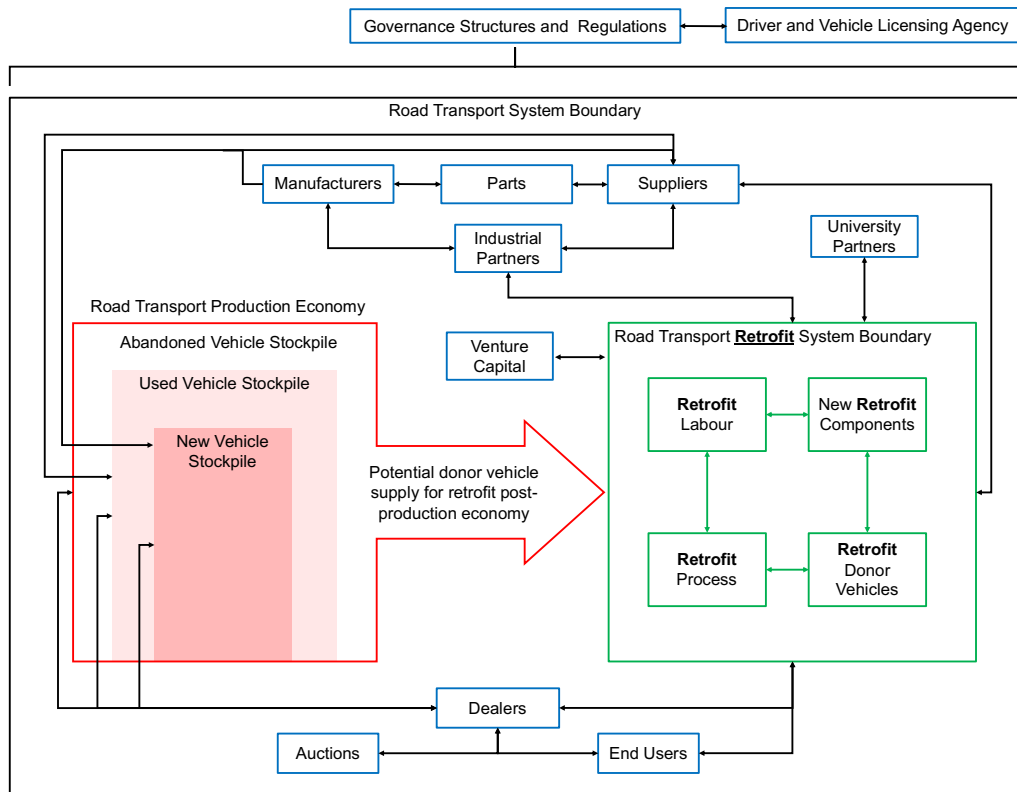 Governance Structures and Regulations
Driver and Vehicle Licensing Agency
Road Transport System Boundary
Manufacturers
Parts
Suppliers
Industrial
Partners
University
Partners
Road Transport Production Economy
Abandoned Vehicle Stockpile
Used Vehicle Stockpile
New Vehicle
Stockpile
Venture
Capital
Potential donor vehicle
supply for retrofit post-
production economy
Road Transport Retrofit System Boundary
Retrofit
Labour
New Retrofit
Components
Retrofit
Process
Retrofit
Donor
Vehicles
Dealers
Auctions
End Users